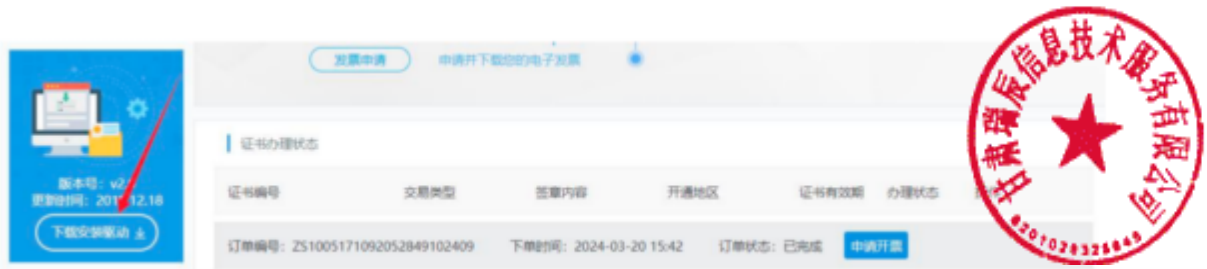 发票申请 申请并下载您的电子发票
证书办理状态
版本号：v2.
更新时间：201 12.18
下载安装驱动
证书编号 交易类型 签章内容 开通地区 证书有效期 办理状态
订单编号：ZS1005171092052849102409 下单时间：2024-03-20 15:42 订单状态：已完成 申请开票
甘肃瑞辰信息技术服务有限公司